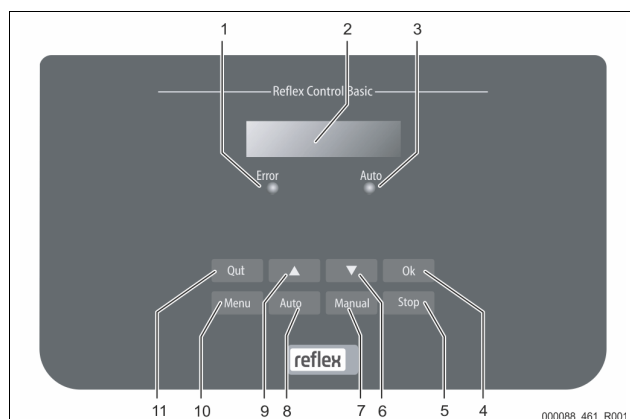 1 2 3
Reflex Control Basic
Error Auto
Qut ▲ ▼ Ok
Menu Auto Manual Stop
reflex
11 10 9 8 7 6 5 4
000088_461_R001